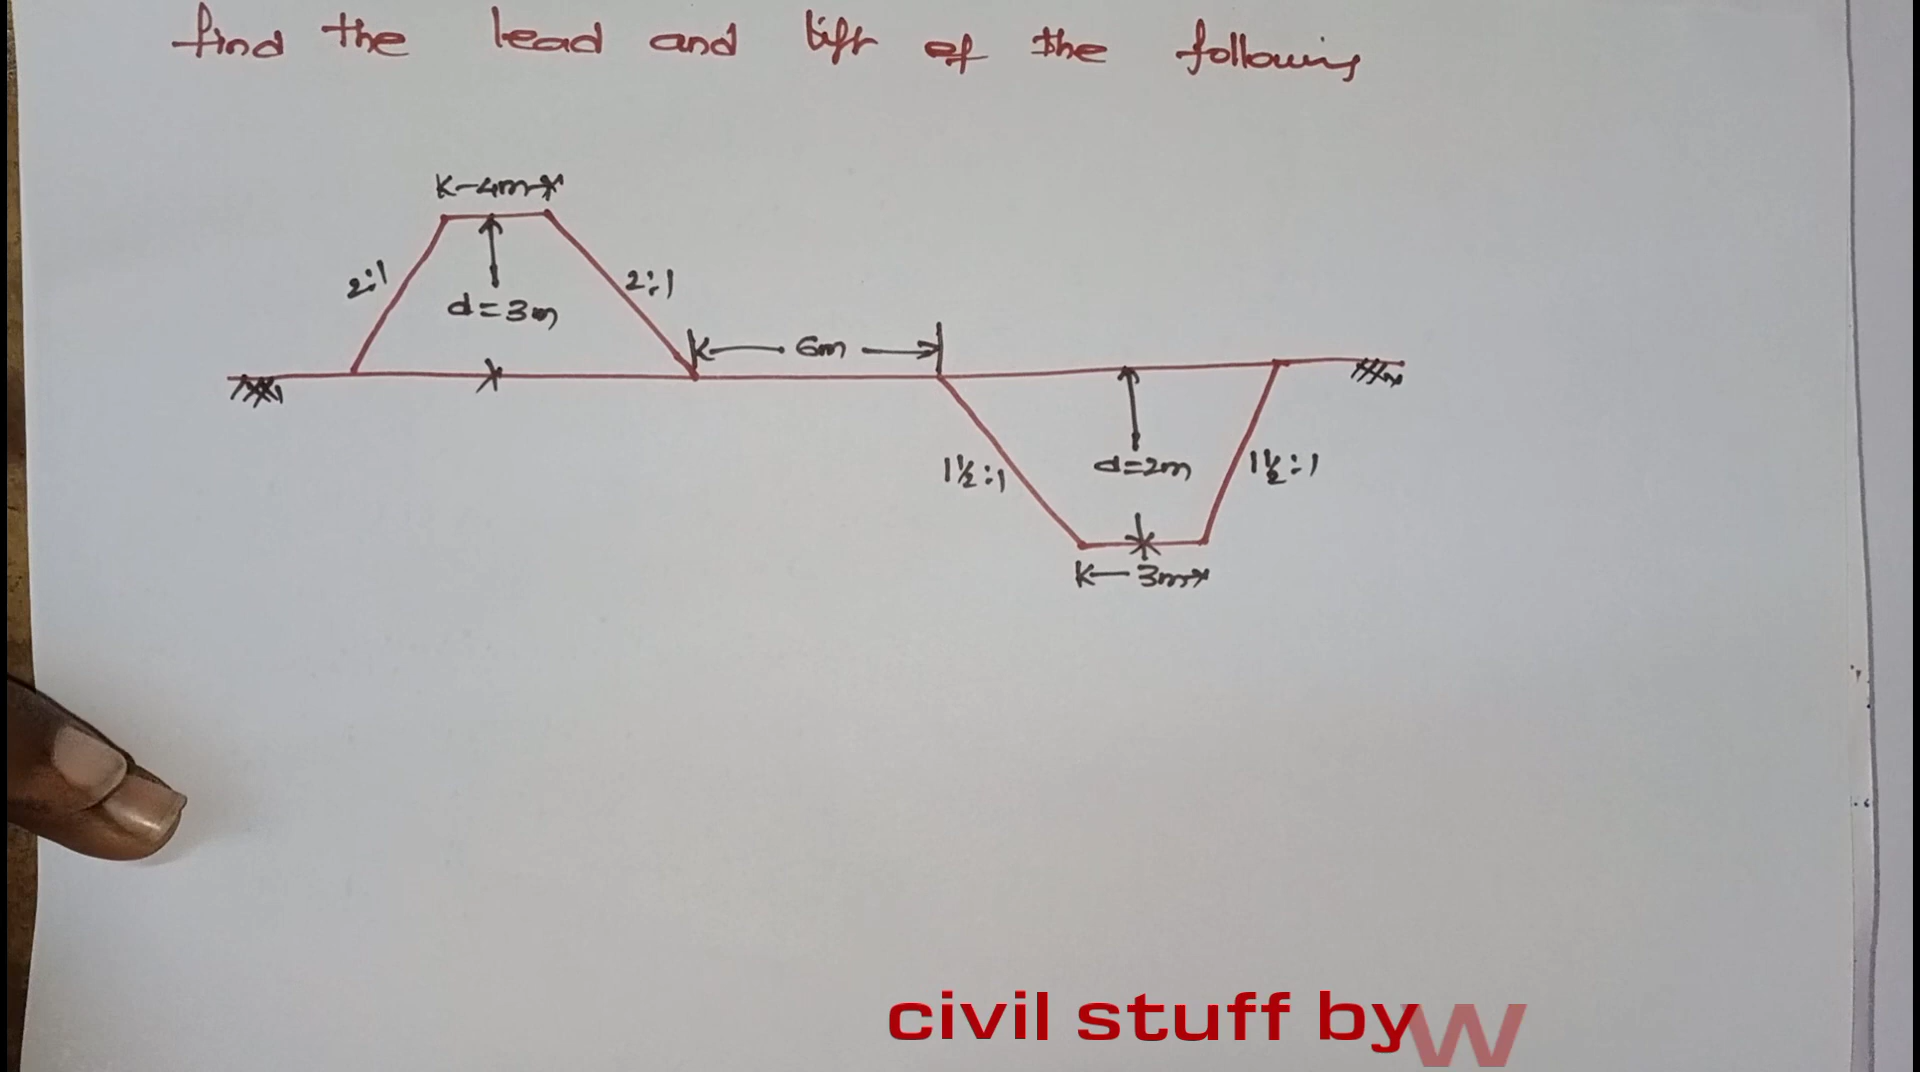 find the lead and lift of the following
4m
2:1
2:1
d=3m
6m
1½:1
d=2m
1½:1
3m
civil stuff by W